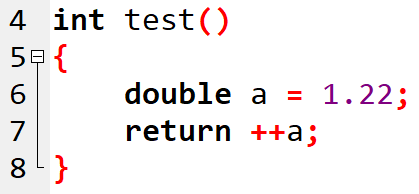 4 int test()
5 {
6     double a = 1.22;
7     return ++a;
8 }